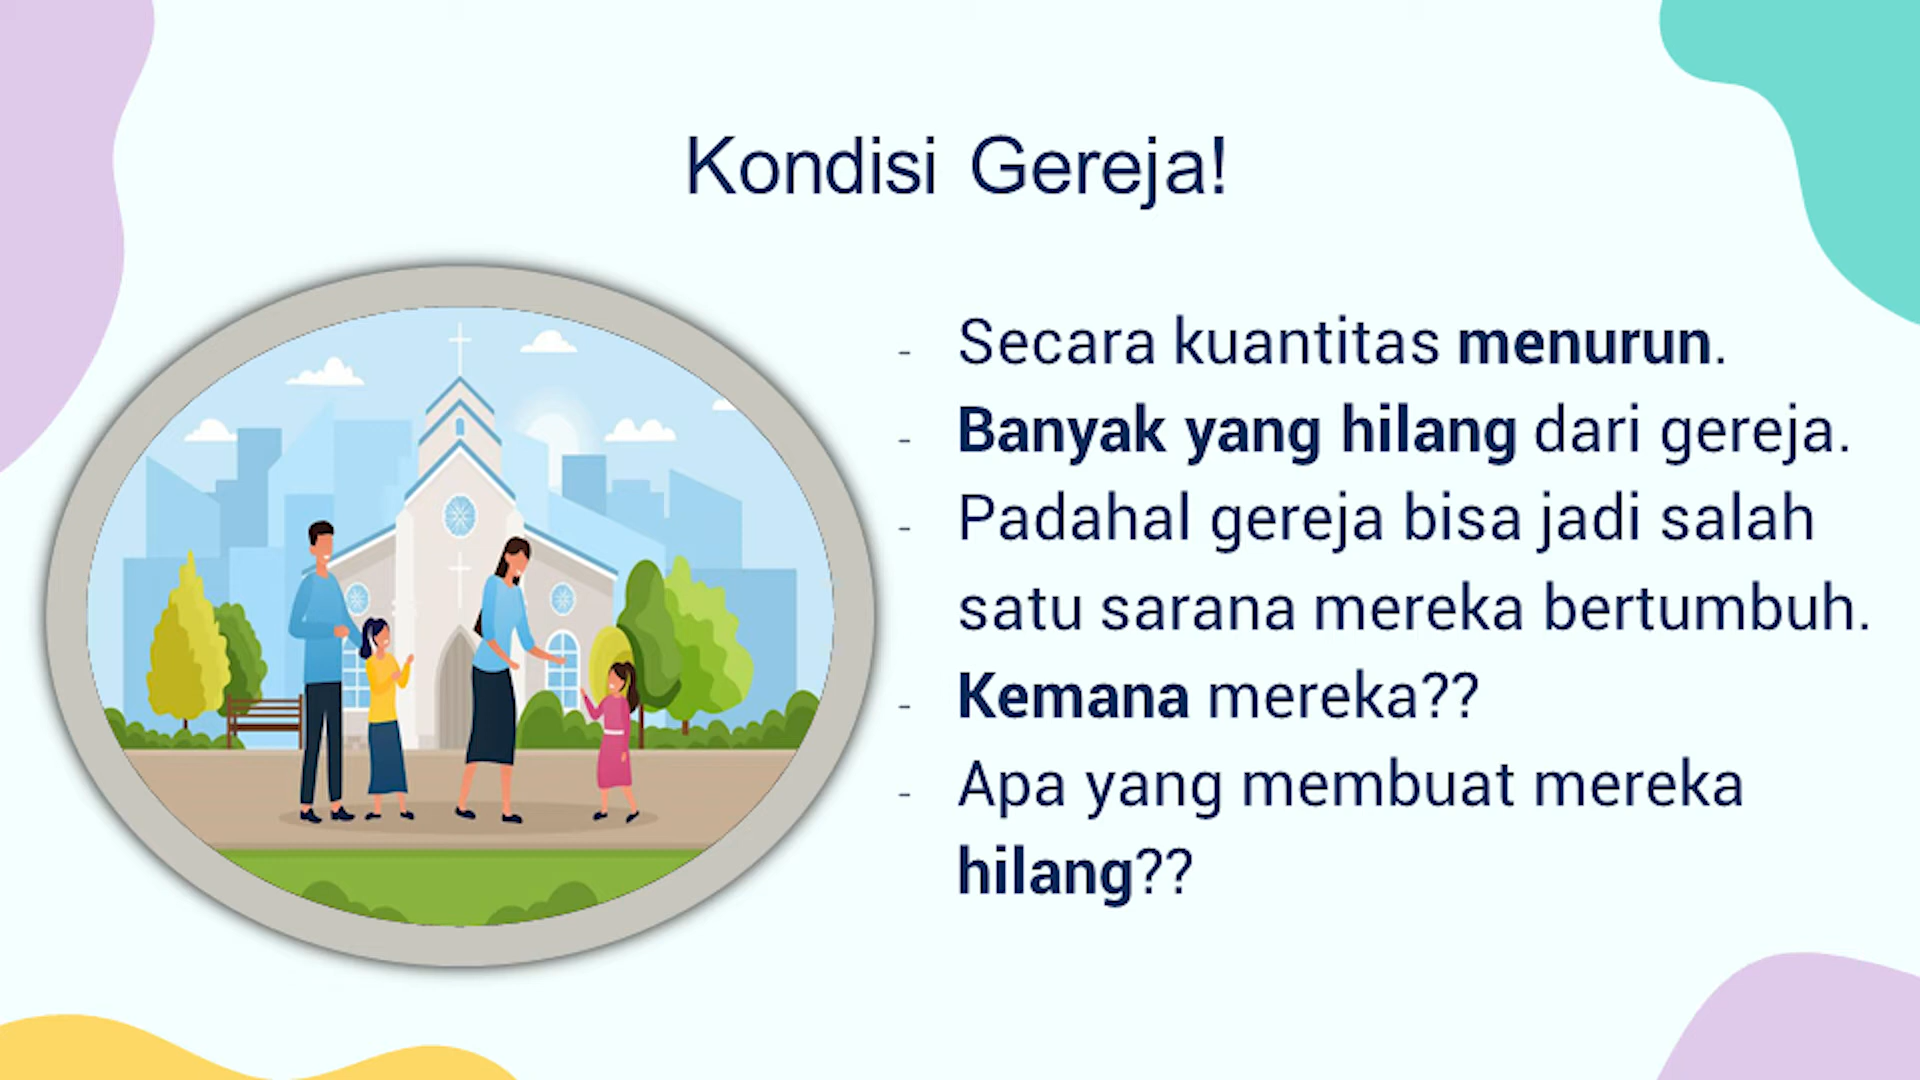 Kondisi Gereja!
- Secara kuantitas menurun.
- Banyak yang hilang dari gereja.
- Padahal gereja bisa jadi salah
satu sarana mereka bertumbuh.
- Kemana mereka??
- Apa yang membuat mereka
hilang??